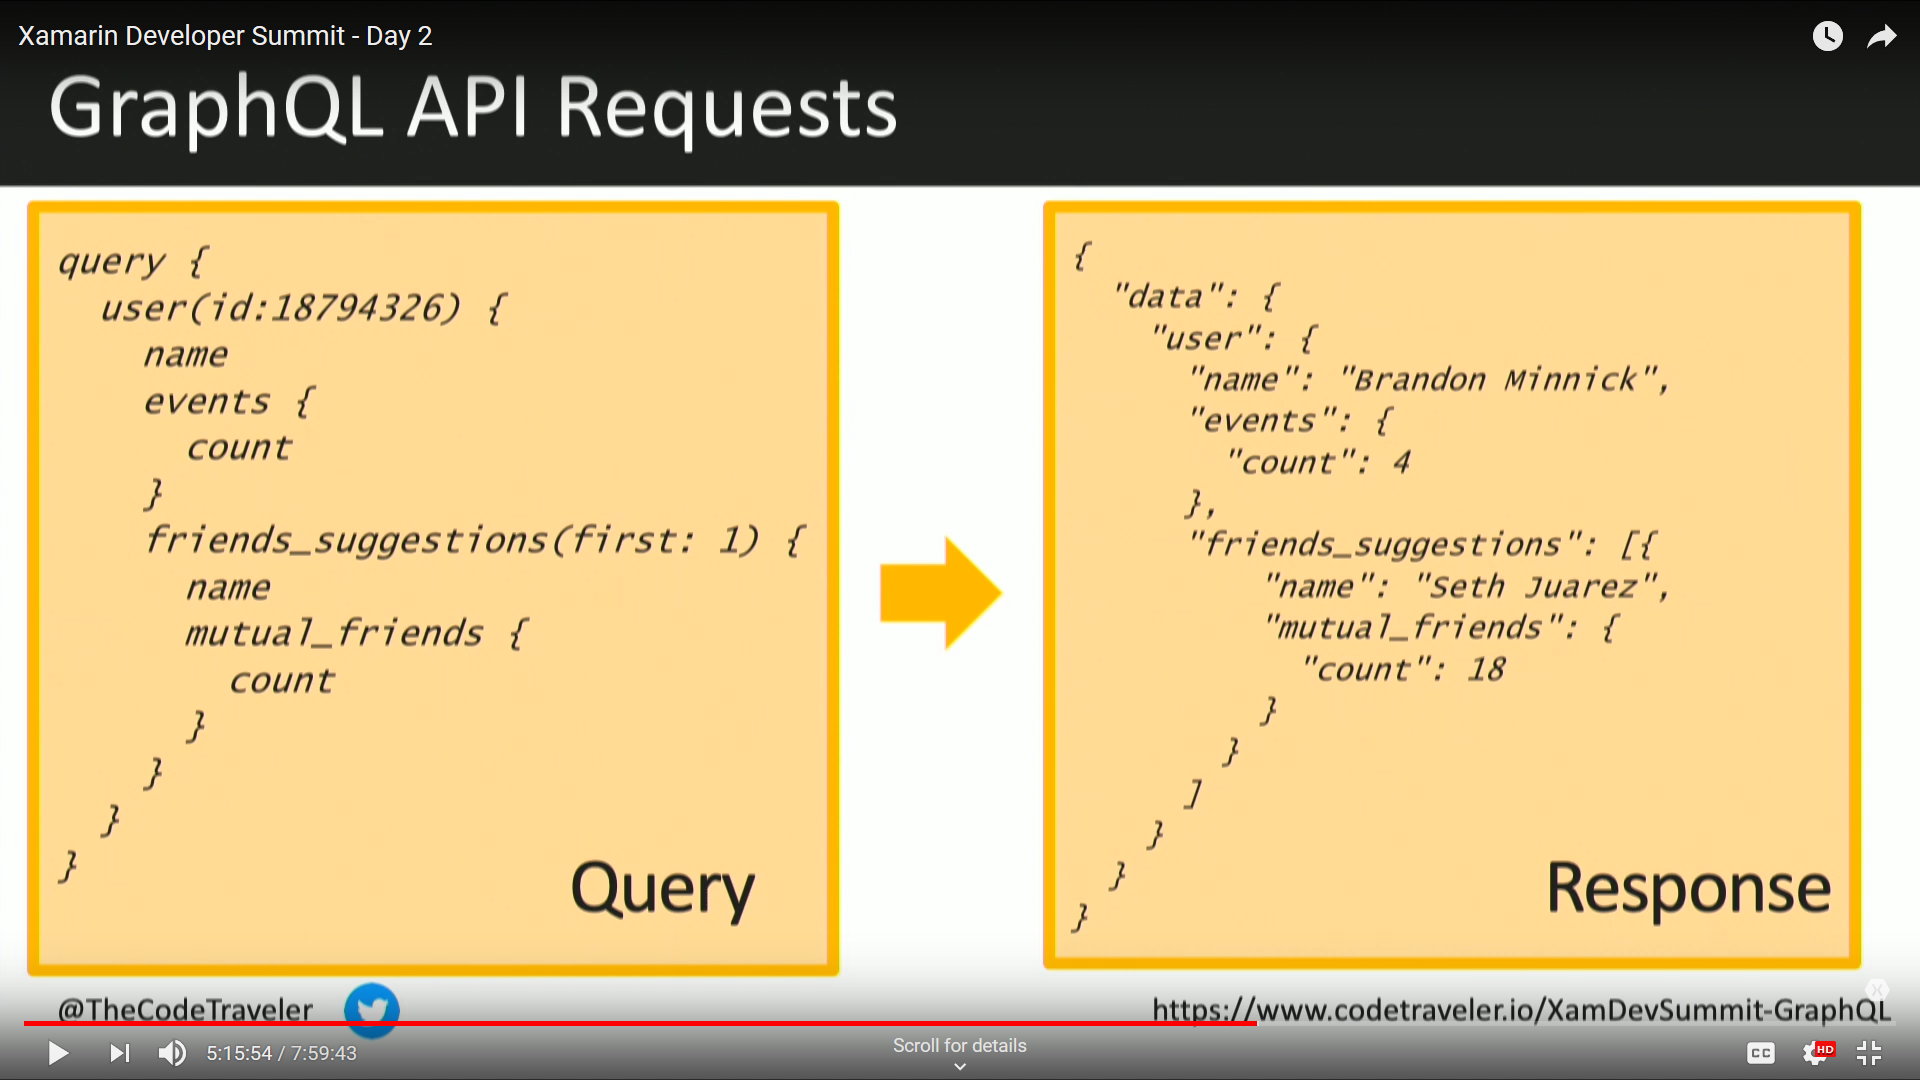 Xamarin Developer Summit - Day 2
GraphQL API Requests
query {
user(id:18794326) {
name
events {
count
}
friends_suggestions(first: 1) {
name
mutual_friends {
count
}
}
}
}
Query
{
"data": {
"user": {
"name": "Brandon Minnick",
"events": {
"count": 4
},
"friends_suggestions": [{
"name": "Seth Juarez",
"mutual_friends": {
"count": 18
}
}
]
}
}
}
Response
@TheCodeTraveler
https://www.codetraveler.io/XamDevSummit-GraphQL
5:15:54 / 7:59:43
Scroll for details
CC
HD